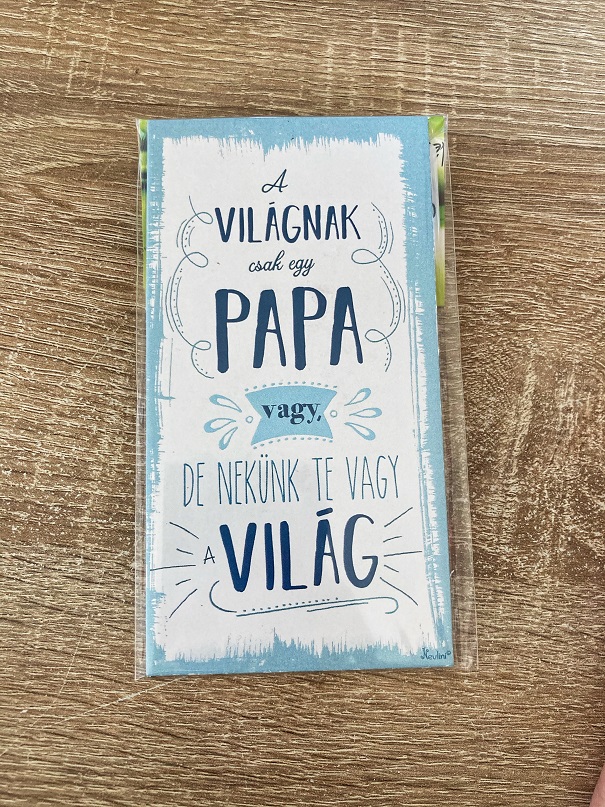 A
VILÁGNAK
csak egy
PAPA
vagy,
DE NEKÜNK TE VAGY
A VILÁG